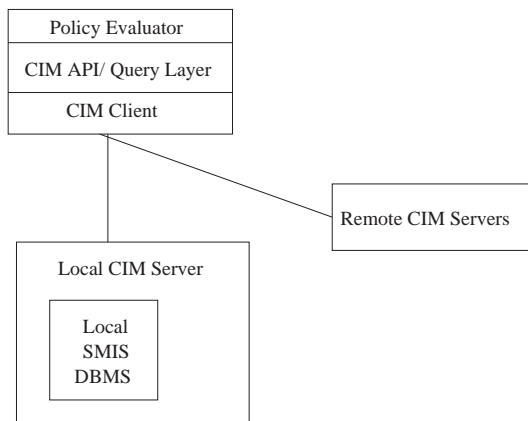 Policy Evaluator
CIM API/ Query Layer
CIM Client
Remote CIM Servers
Local CIM Server
Local
SMIS
DBMS